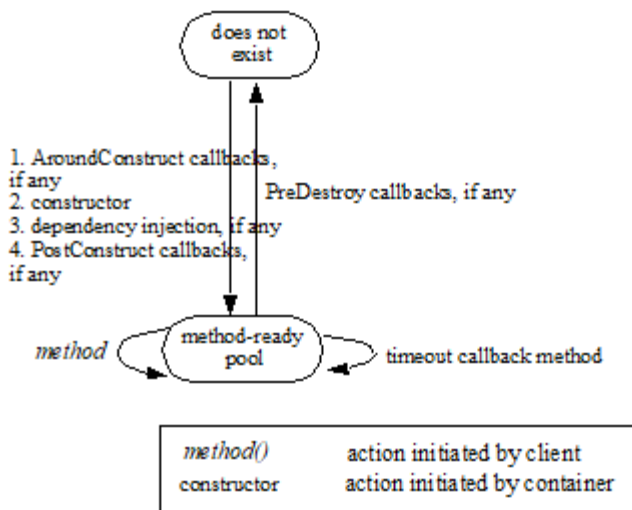 does not
exist
1. AroundConstruct callbacks,
if any
2. constructor
3. dependency injection, if any
4. PostConstruct callbacks,
if any
PreDestroy callbacks, if any
method
method-ready
pool
timeout callback method
method() action initiated by client
constructor action initiated by container